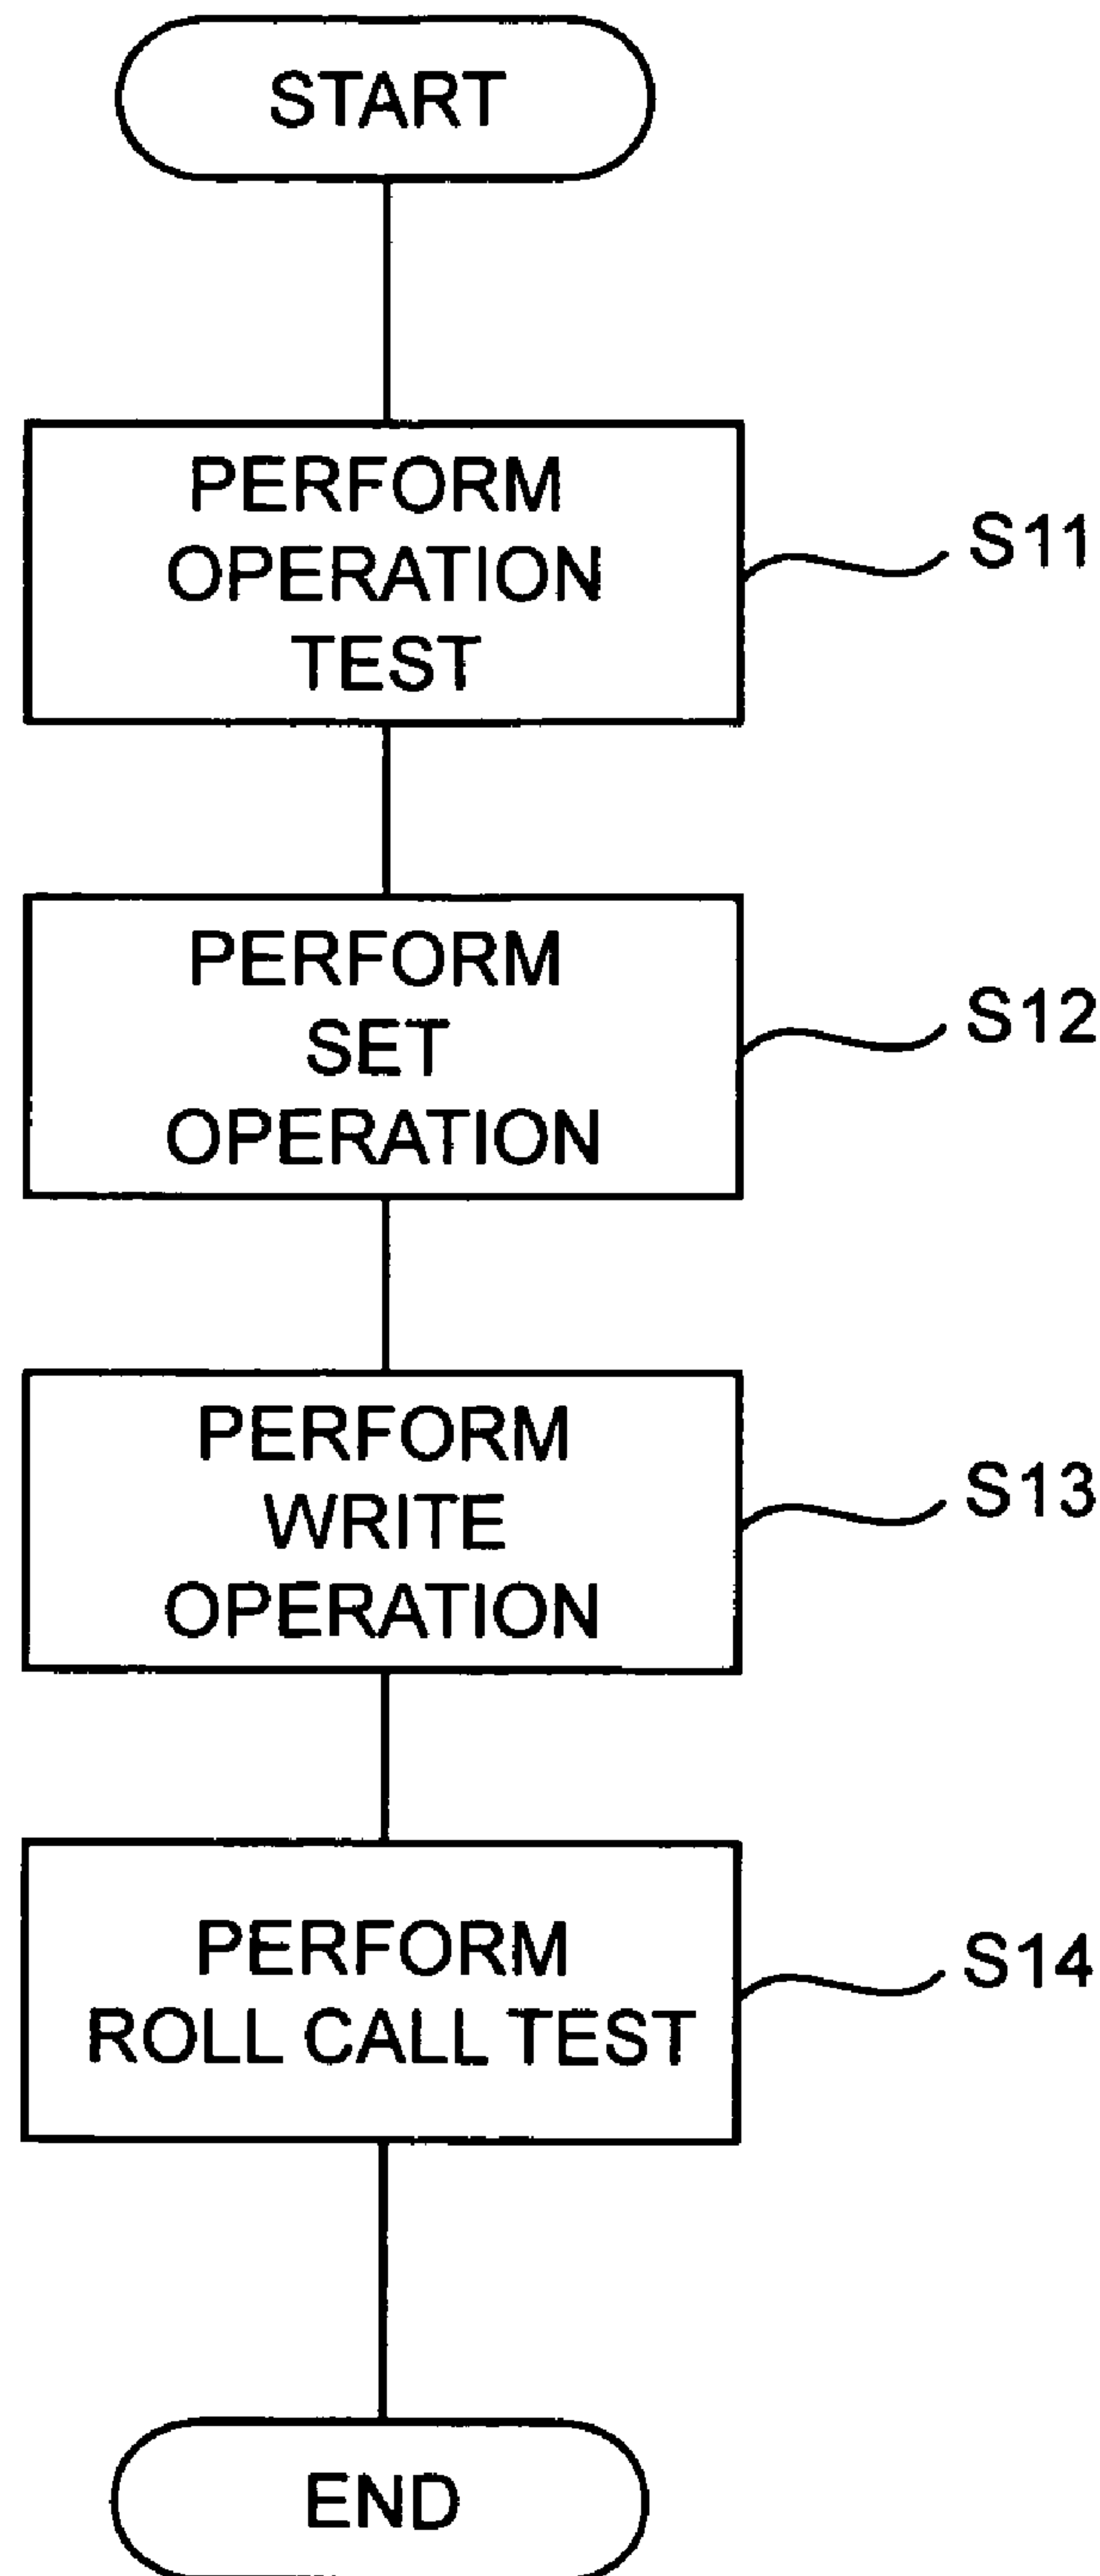 START
PERFORM
OPERATION
TEST
S11
PERFORM
SET
OPERATION
S12
PERFORM
WRITE
OPERATION
S13
PERFORM
ROLL CALL TEST
S14
END